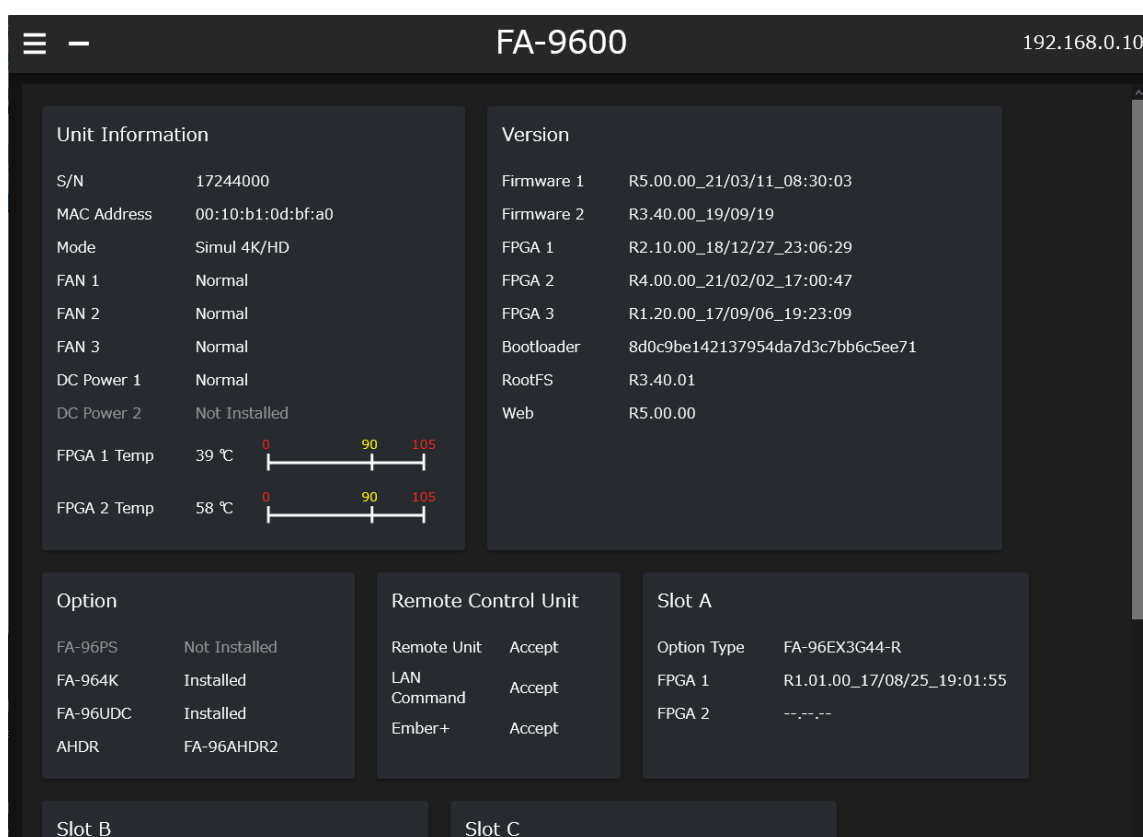 FA-9600
192.168.0.10
Unit Information
S/N 17244000
MAC Address 00:10:b1:0d:bf:a0
Mode Simul 4K/HD
FAN 1 Normal
FAN 2 Normal
FAN 3 Normal
DC Power 1 Normal
DC Power 2 Not Installed
FPGA 1 Temp 39 ℃ 0 90 105
FPGA 2 Temp 58 ℃ 0 90 105
Version
Firmware 1 R5.00.00_21/03/11_08:30:03
Firmware 2 R3.40.00_19/09/19
FPGA 1 R2.10.00_18/12/27_23:06:29
FPGA 2 R4.00.00_21/02/02_17:00:47
FPGA 3 R1.20.00_17/09/06_19:23:09
Bootloader 8d0c9be142137954da7d3c7bb6c5ee71
RootFS R3.40.01
Web R5.00.00
Option
FA-96PS Not Installed
FA-964K Installed
FA-96UDC Installed
AHDR FA-96AHDR2
Remote Control Unit
Remote Unit Accept
LAN
Command Accept
Ember+ Accept
Slot A
Option Type FA-96EX3G44-R
FPGA 1 R1.01.00_17/08/25_19:01:55
FPGA 2 --.--.--
Slot B
Slot C